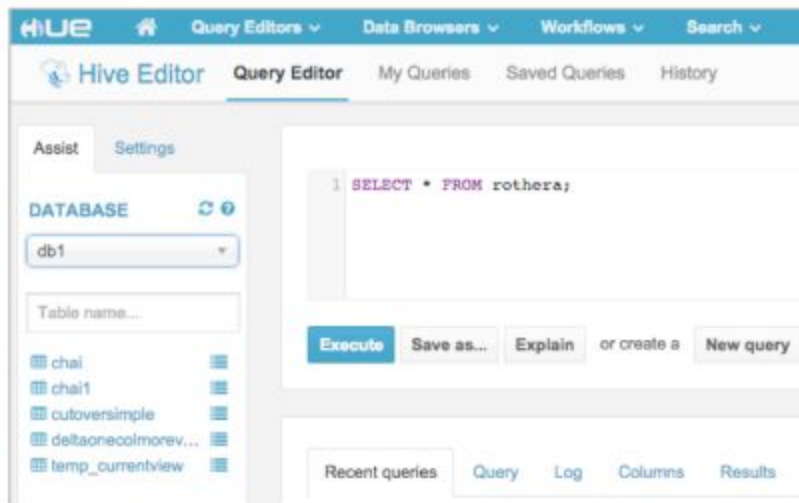 HUE Query Editors Data Browsers Workflows Search
Hive Editor Query Editor My Queries Saved Queries History
Assist Settings
DATABASE
db1
Table name...
chai
chai1
cutoversimple
deltaonecolmorev...
temp_currentview
1 SELECT * FROM rothera;
Execute Save as... Explain or create a New query
Recent queries Query Log Columns Results